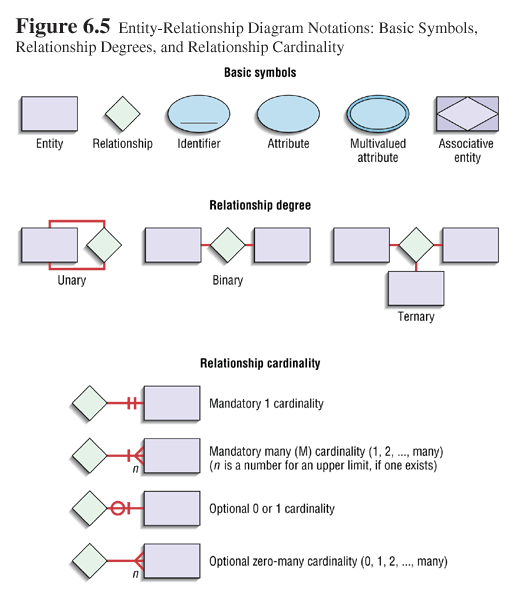 Figure 6.5 Entity-Relationship Diagram Notations: Basic Symbols,
Relationship Degrees, and Relationship Cardinality
Basic symbols
Entity
Relationship
Identifier
Attribute
Multivalued
attribute
Associative
entity
Relationship degree
Unary
Binary
Ternary
Relationship cardinality
Mandatory 1 cardinality
n
Mandatory many (M) cardinality (1, 2, ..., many)
(n is a number for an upper limit, if one exists)
Optional 0 or 1 cardinality
n
Optional zero-many cardinality (0, 1, 2, ..., many)